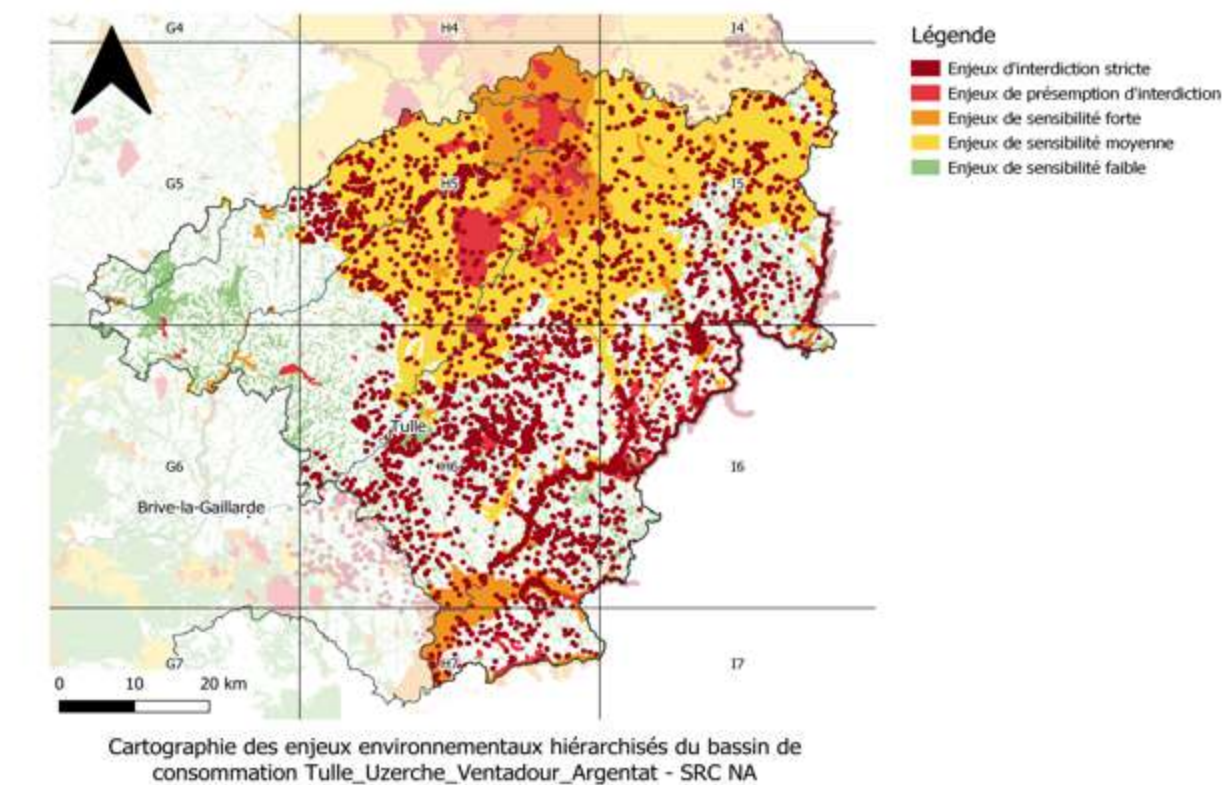 G4
H4
I4
Légende
Enjeux d'interdiction stricte
Enjeux de présemption d'interdiction
Enjeux de sensibilité forte
Enjeux de sensibilité moyenne
Enjeux de sensibilité faible
G5
H5
I5
Tulle
G6
H6
I6
Brive-la-Gaillarde
G7
H7
I7
0 10 20 km
Cartographie des enjeux environnementaux hiérarchisés du bassin de
consommation Tulle_Uzerche_Ventadour_Argentat - SRC NA